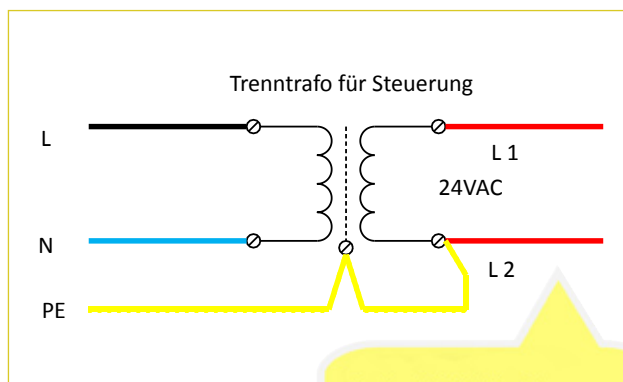 Trenntrafo für Steuerung
L
L 1
24VAC
N
L 2
PE